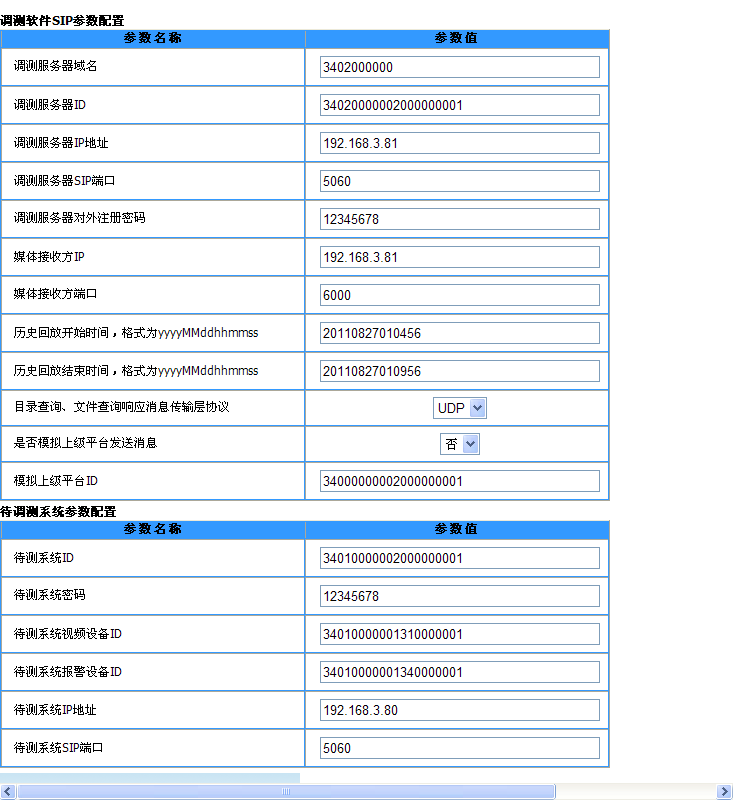 调测软件SIP参数配置
参数名称 参数值
调测服务器域名 3402000000
调测服务器ID 34020000002000000001
调测服务器IP地址 192.168.3.81
调测服务器SIP端口 5060
调测服务器对外注册密码 12345678
媒体接收方IP 192.168.3.81
媒体接收方端口 6000
历史回放开始时间，格式为yyyyMMddhhmmss 20110827010456
历史回放结束时间，格式为yyyyMMddhhmmss 20110827010956
目录查询、文件查询响应消息传输层协议 UDP
是否模拟上级平台发送消息 否
模拟上级平台ID 34000000002000000001
待调测系统参数配置
参数名称 参数值
待测系统ID 34010000002000000001
待测系统密码 12345678
待测系统视频设备ID 34010000001310000001
待测系统报警设备ID 34010000001340000001
待测系统IP地址 192.168.3.80
待测系统SIP端口 5060